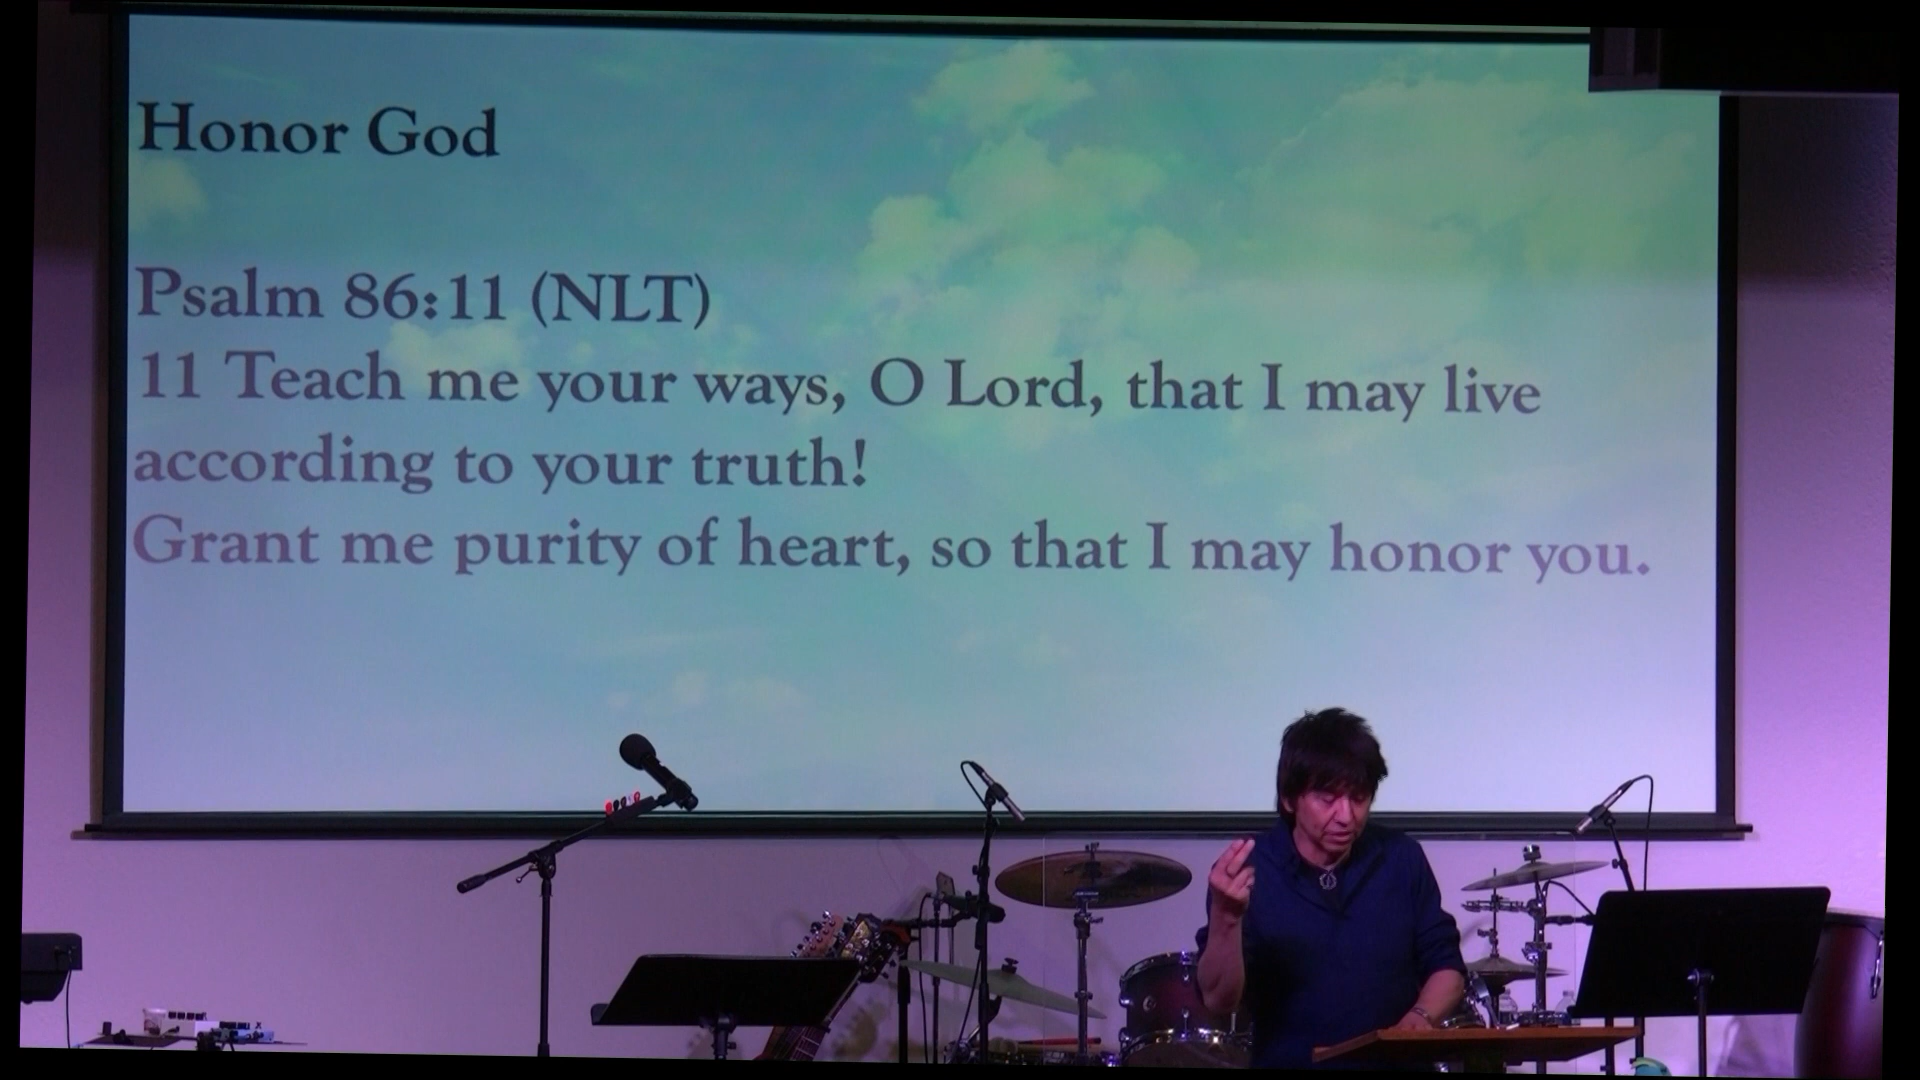 Honor God
Psalm 86:11 (NLT)
11 Teach me your ways, O Lord, that I may live
according to your truth!
Grant me purity of heart, so that I may honor you.